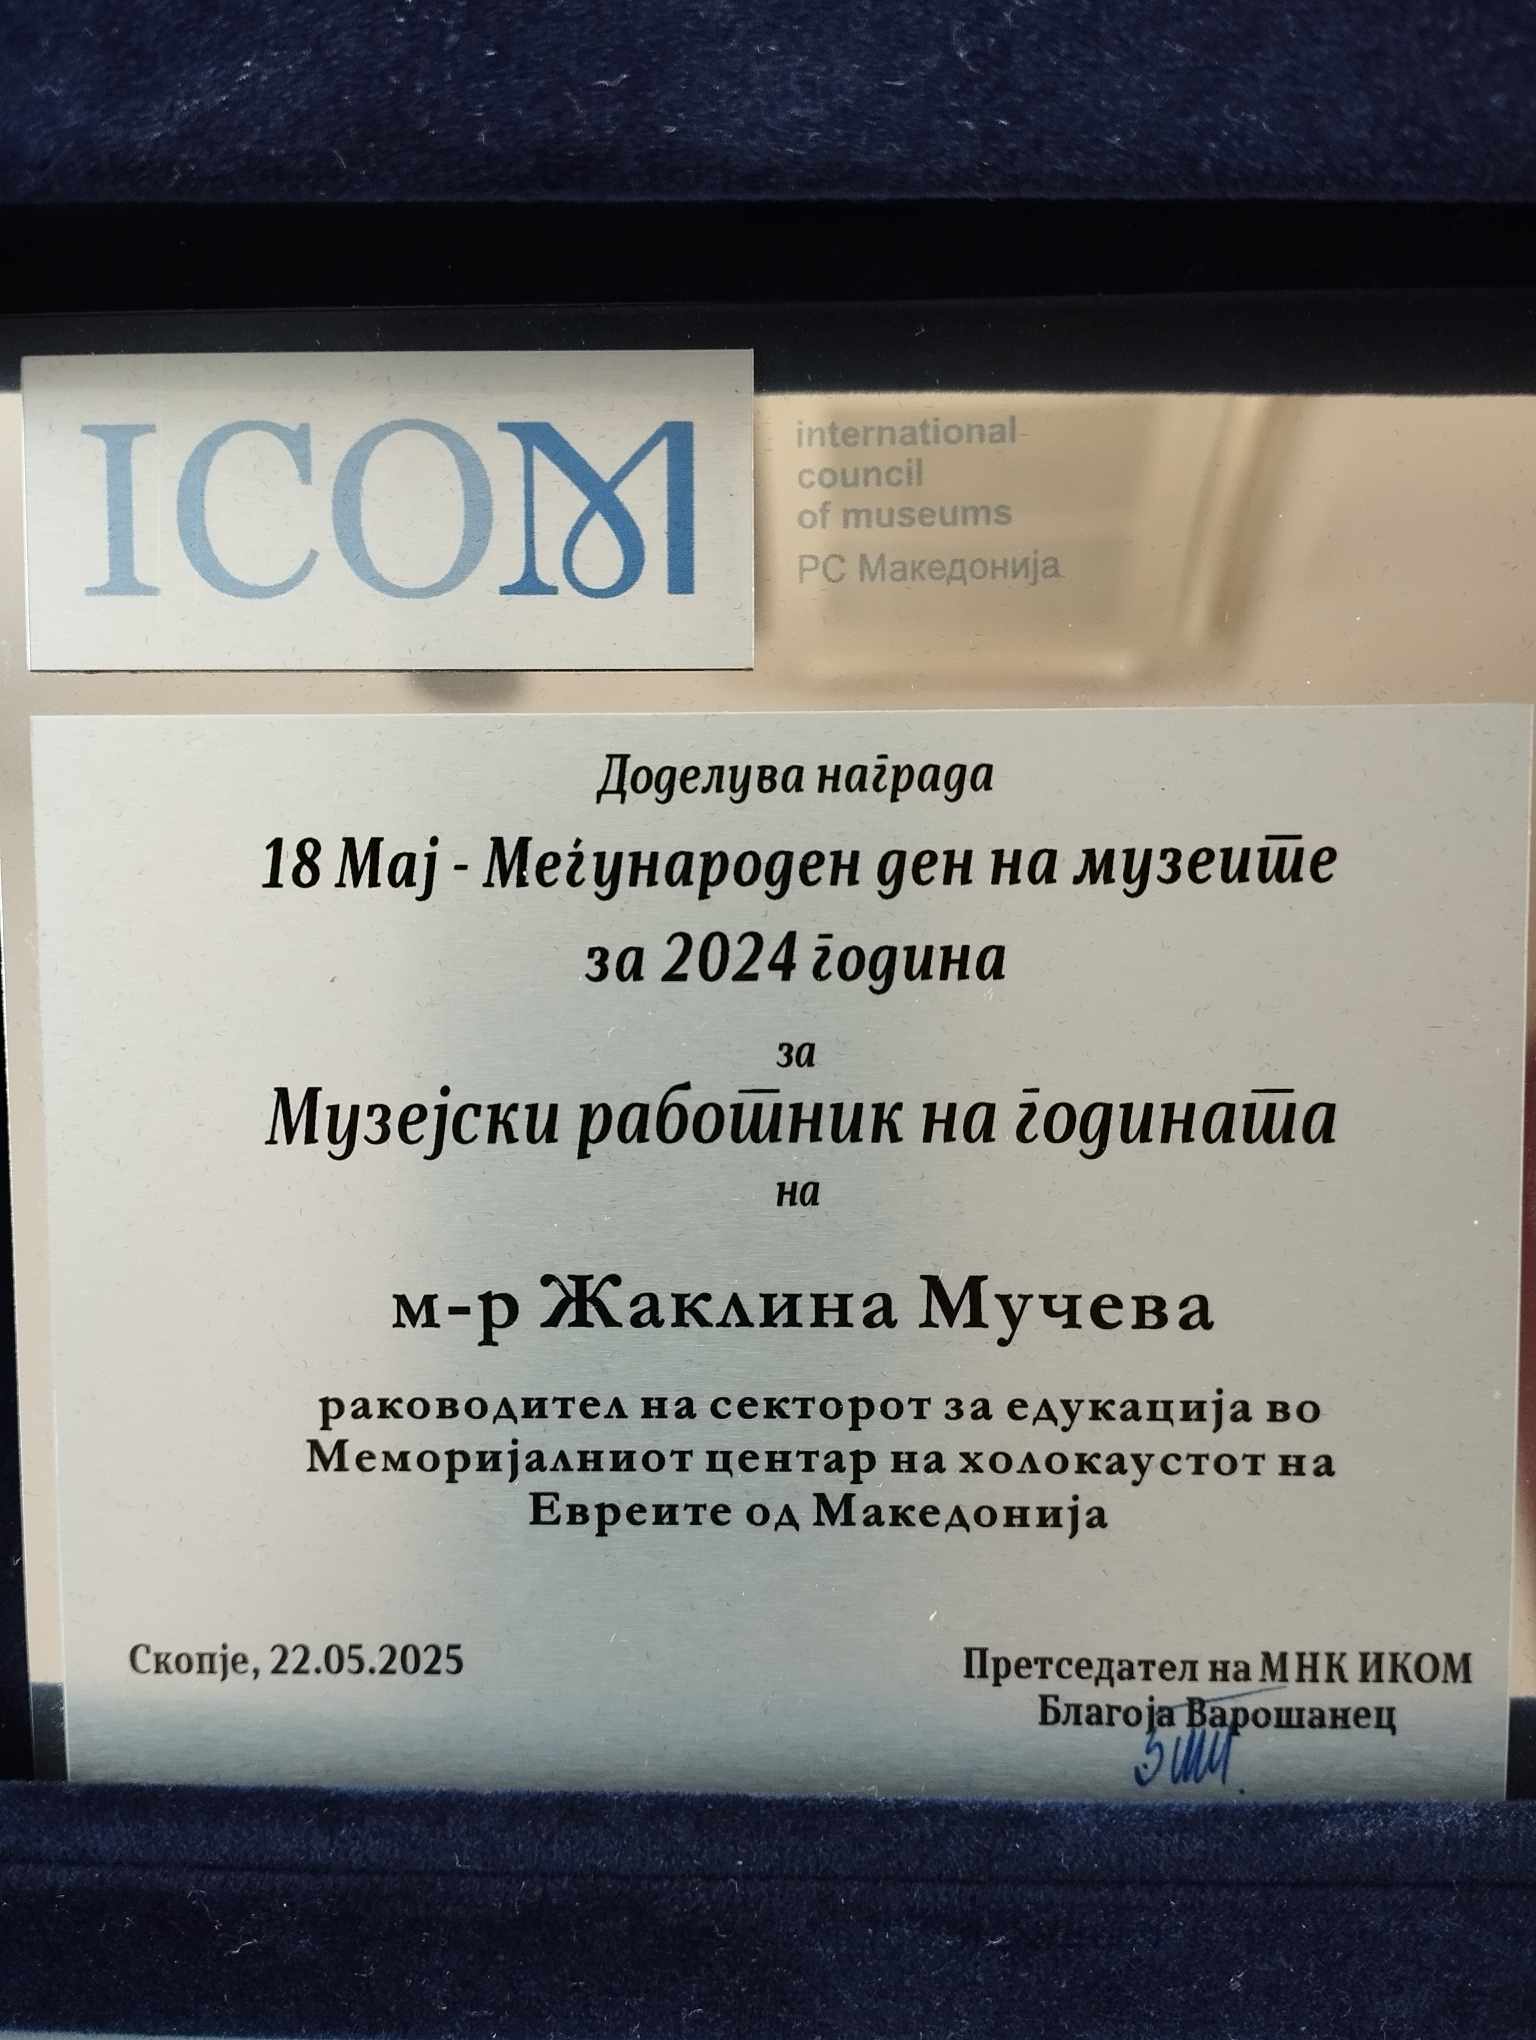 ICOM
international
council
of museums
РС Македонија
Доделува награда
18 Мај - Меѓународен ден на музеите
за 2024 година
за
Музејски работник на годината
на
м-р Жаклина Мучева
раководител на секторот за едукација во
Меморијалниот центар на холокаустот на
Евреите од Македонија
Скопје, 22.05.2025
Претседател на МНК ИКОМ
Благоја Варошанец